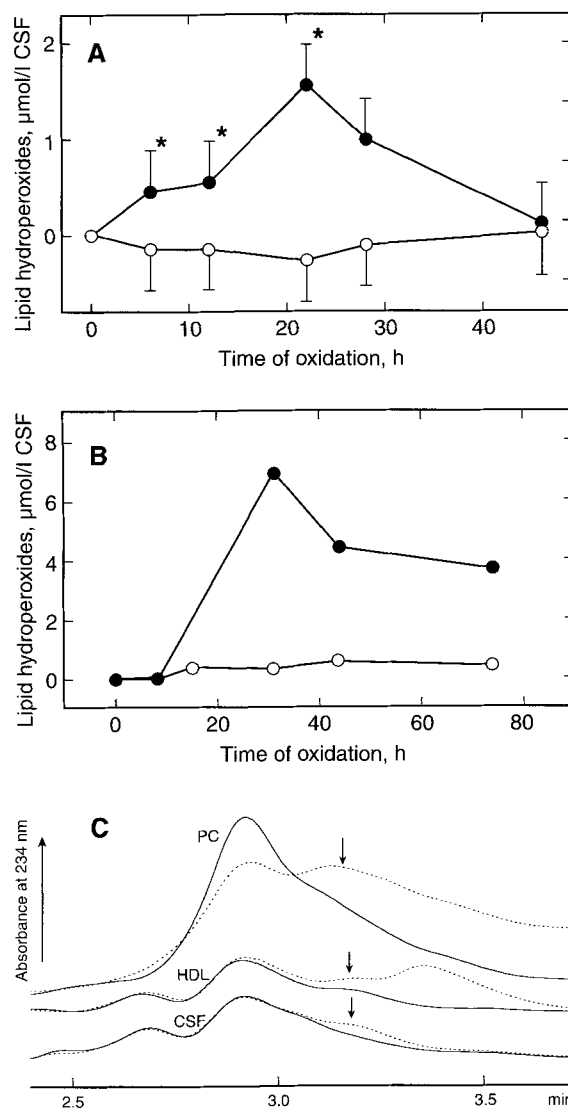 A
Lipid hydroperoxides, µmol/l CSF
2
1
0
*
*
*
0 10 20 30 40
Time of oxidation, h
B
Lipid hydroperoxides, µmol/l CSF
8
6
4
2
0
0 20 40 60 80
Time of oxidation, h
C
Absorbance at 234 nm
PC
HDL
CSF
2.5 3.0 3.5 min